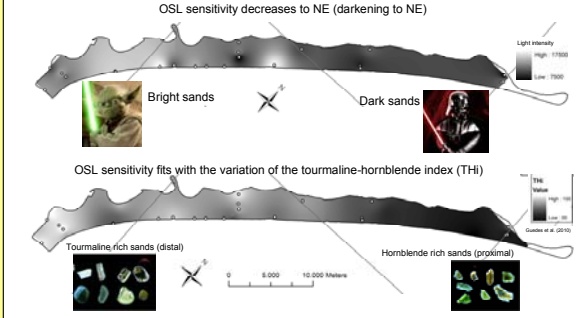 OSL sensitivity decreases to NE (darkening to NE)
Light intensity
High : 17500
Low : 7500
Bright sands
N
Dark sands
OSL sensitivity fits with the variation of the tourmaline-hornblende index (THi)
THi
Value
High : 100
Guedes et al. (2010)
Tourmaline rich sands (distal)
N
0 5.000 10.000 Meters
Hornblende rich sands (proximal)